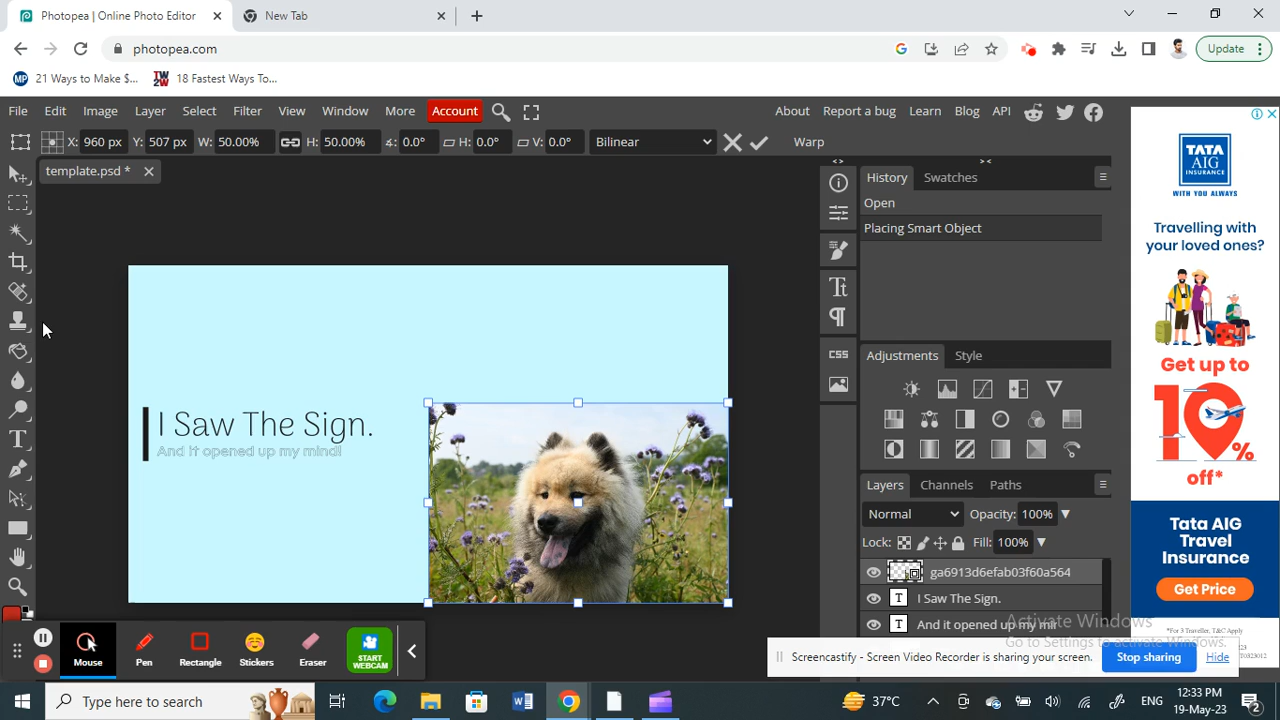 Photopea | Online Photo Editor
New Tab
photopea.com
Update
21 Ways to Make $...
18 Fastest Ways To...
File Edit Image Layer Select Filter View Window More Account
About Report a bug Learn Blog API
X: 960 px Y: 507 px W: 50.00% H: 50.00% 0.0° H: 0.0° V: 0.0° Bilinear Warp
template.psd *
History Swatches
Open
Placing Smart Object
I Saw The Sign.
And it opened up my mind!
CSS
Adjustments Style
Layers Channels Paths
Normal Opacity: 100%
Lock: Fill: 100%
ga6913d6efab03f60a564
I Saw The Sign.
And it opened up my mi
Activate Windows
Go to Settings to activate Windows.
TATA
AIG
INSURANCE
WITH YOU ALWAYS
Travelling with
your loved ones?
Get up to
10%
off*
Tata AIG
Travel
Insurance
Get Price
*For 3 Traveller, T&C Apply
Mouse Pen Rectangle Stickers Eraser
START
WEBCAM
Screencastify - Screen Video Recorder is sharing your screen. Stop sharing Hide
Type here to search
37°C
ENG
12:33 PM
19-May-23
2